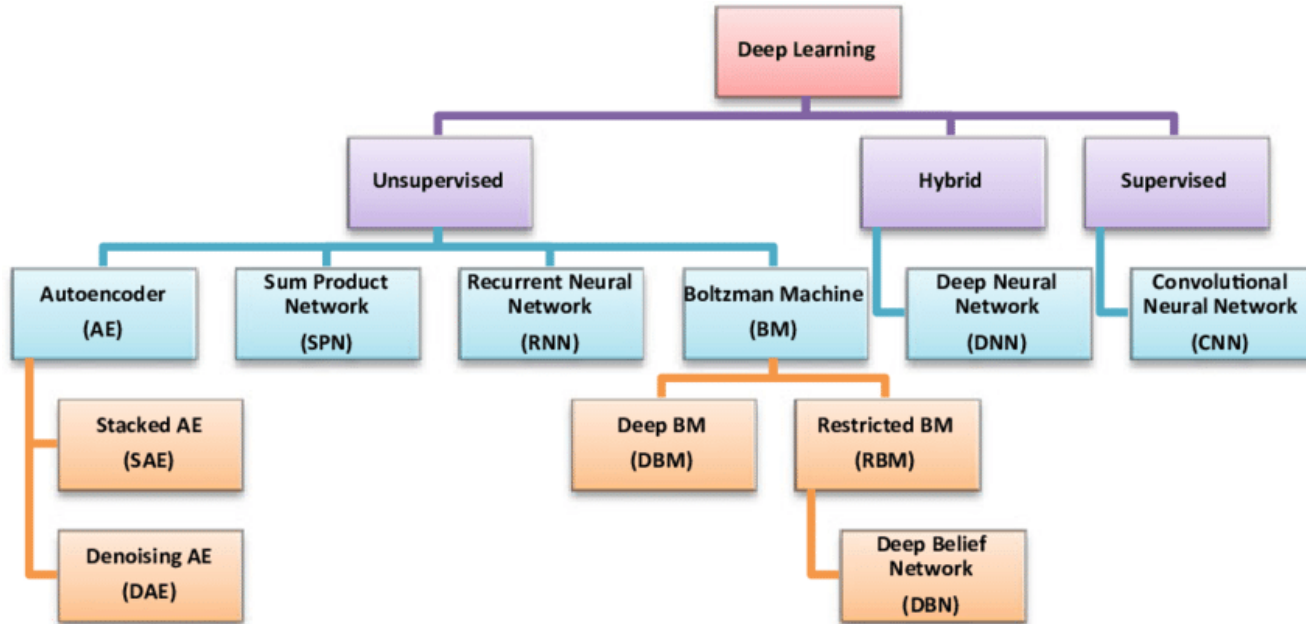 Deep Learning
Unsupervised
Hybrid
Supervised
Autoencoder
(AE)
Sum Product
Network
(SPN)
Recurrent Neural
Network
(RNN)
Boltzman Machine
(BM)
Deep Neural
Network
(DNN)
Convolutional
Neural Network
(CNN)
Stacked AE
(SAE)
Deep BM
(DBM)
Restricted BM
(RBM)
Denoising AE
(DAE)
Deep Belief
Network
(DBN)